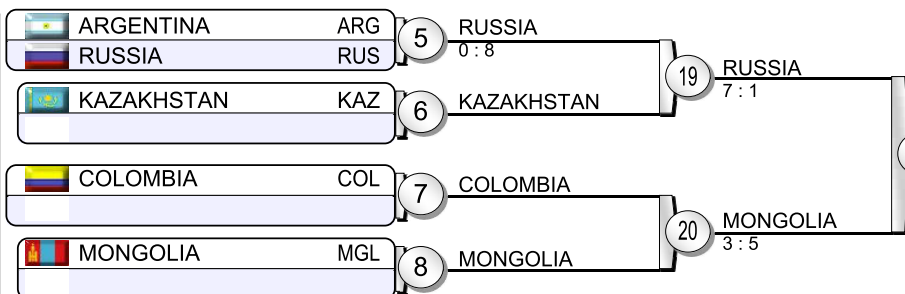 ARGENTINA ARG
RUSSIA RUS
5
RUSSIA
0 : 8
KAZAKHSTAN KAZ
6
KAZAKHSTAN
19
RUSSIA
7 : 1
COLOMBIA COL
7
COLOMBIA
MONGOLIA MGL
8
MONGOLIA
20
MONGOLIA
3 : 5